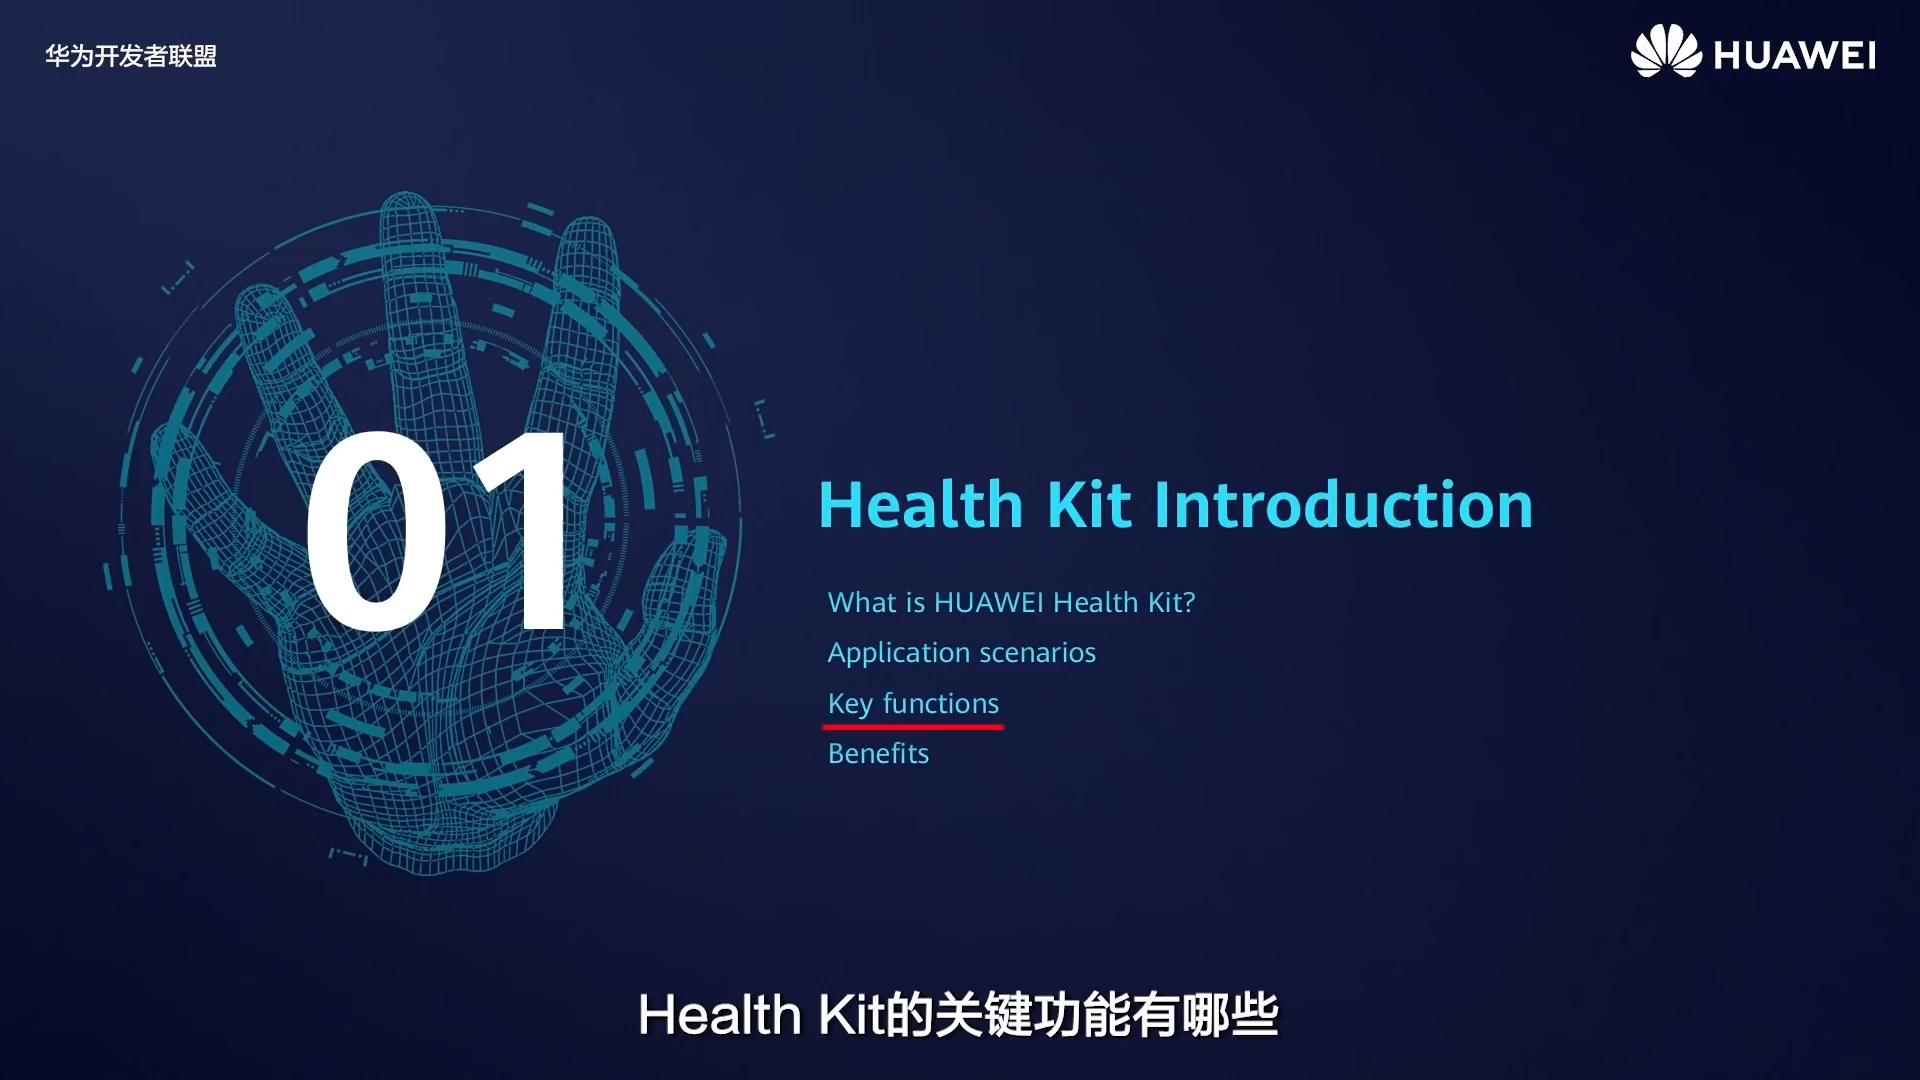 华为开发者联盟
HUAWEI
01
Health Kit Introduction
What is HUAWEI Health Kit?
Application scenarios
Key functions
Benefits
Health Kit的关键功能有哪些